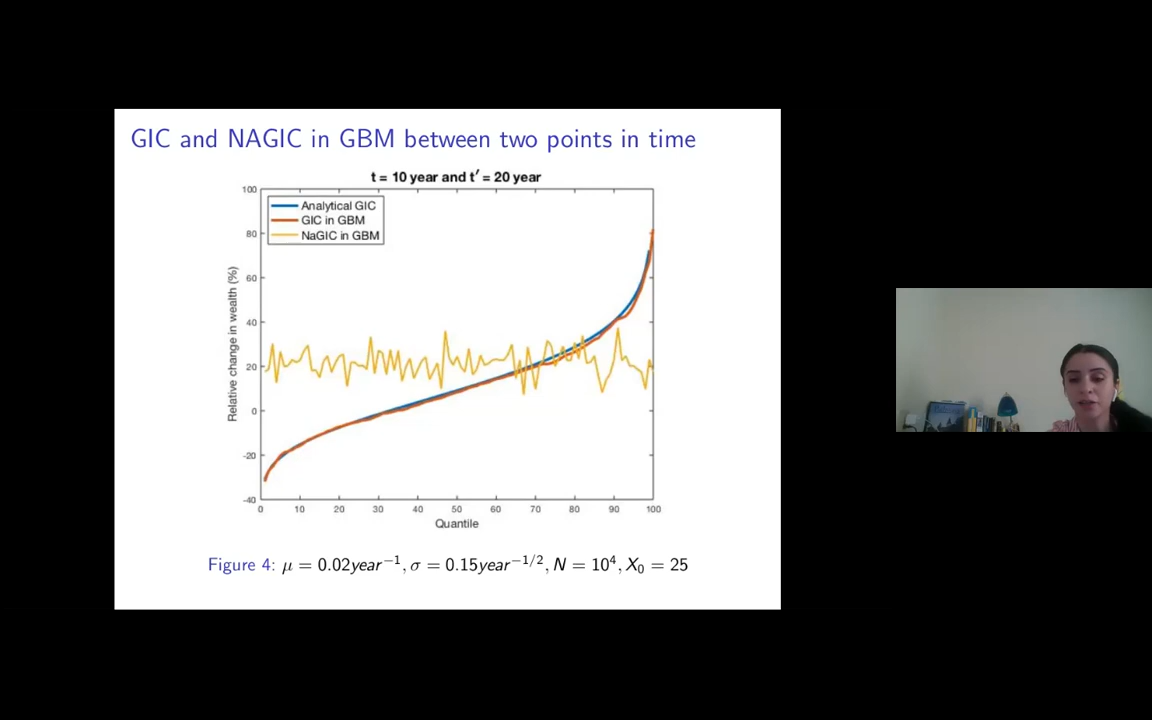 GIC and NAGIC in GBM between two points in time
t = 10 year and t′ = 20 year
Analytical GIC
GIC in GBM
NaGIC in GBM
Relative change in wealth (%)
100
80
60
40
20
0
-20
-40
0 10 20 30 40 50 60 70 80 90 100
Quantile
Figure 4: μ = 0.02year⁻¹, σ = 0.15year⁻¹/², N = 10⁴, X₀ = 25